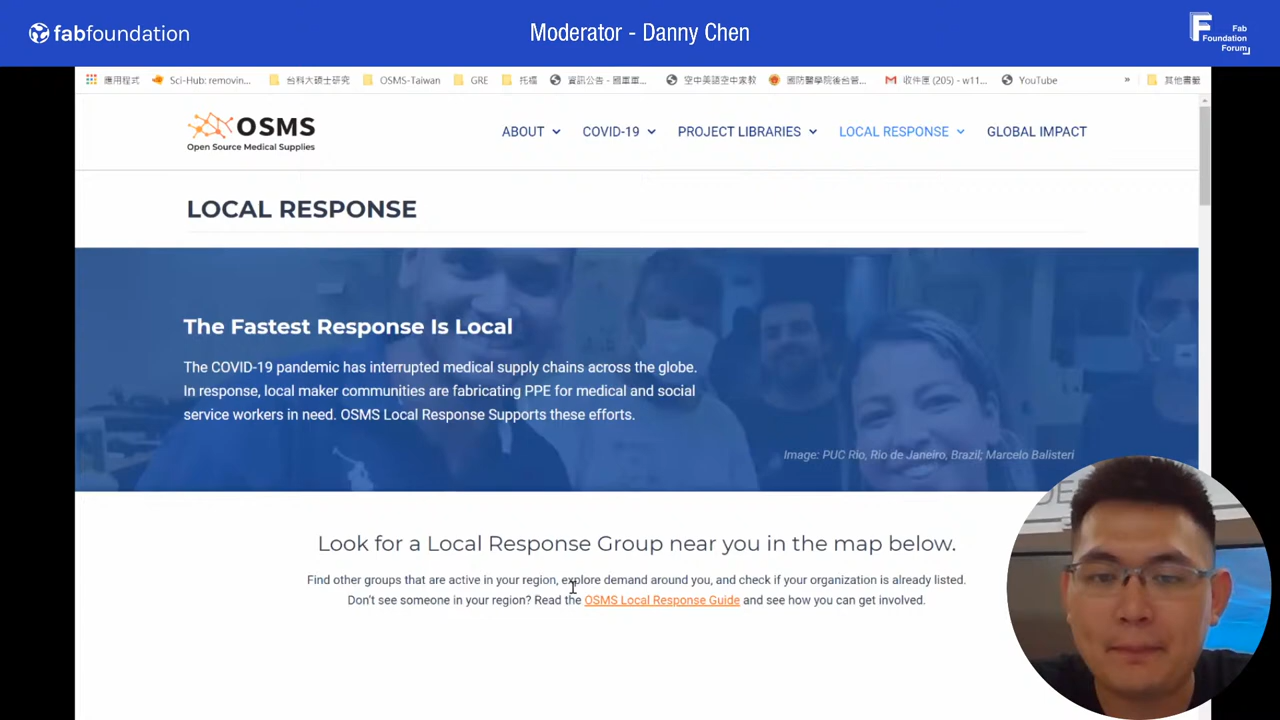 fabfoundation
Moderator - Danny Chen
Fab
Foundation
Forum
應用程式
Sci-Hub: removin...
台科大碩士研究
OSMS-Taiwan
GRE
托福
資訊公告 - 國軍軍...
空中美語空中家教
國防醫學院後台管...
收件匣 (205) - w11...
YouTube
»
其他書籤
OSMS
Open Source Medical Supplies
ABOUT
COVID-19
PROJECT LIBRARIES
LOCAL RESPONSE
GLOBAL IMPACT
LOCAL RESPONSE
The Fastest Response Is Local
The COVID-19 pandemic has interrupted medical supply chains across the globe.
In response, local maker communities are fabricating PPE for medical and social
service workers in need. OSMS Local Response Supports these efforts.
Image: PUC Rio, Rio de Janeiro, Brazil; Marcelo Balisteri
Look for a Local Response Group near you in the map below.
Find other groups that are active in your region, explore demand around you, and check if your organization is already listed.
Don't see someone in your region? Read the OSMS Local Response Guide and see how you can get involved.